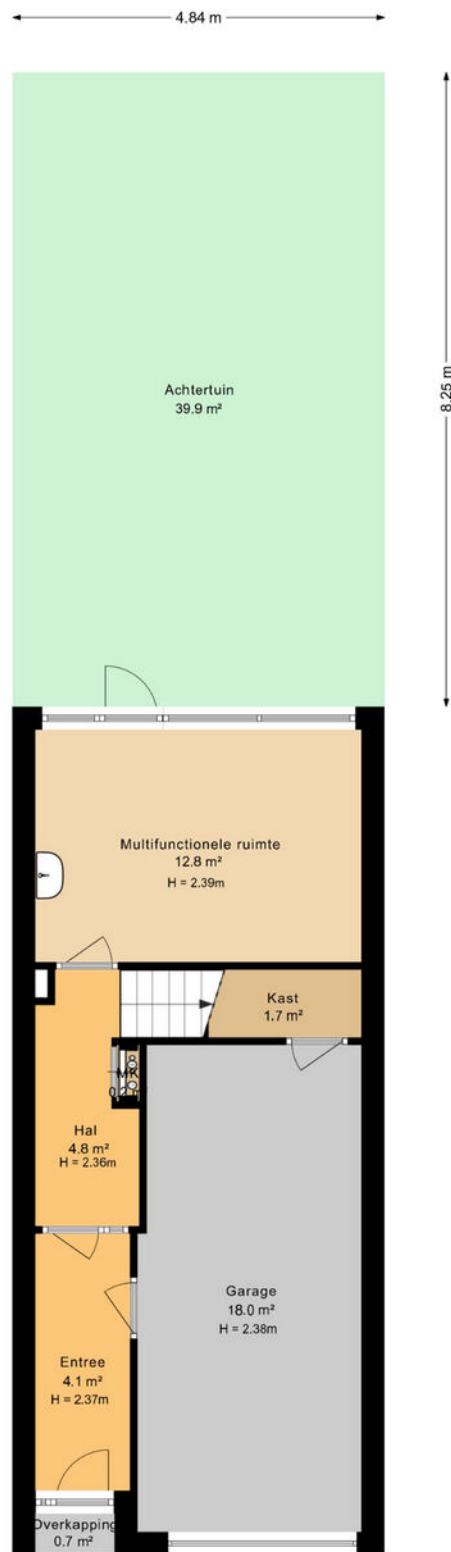 4.84 m
8.25 m
Achtertuin
39.9 m²
Multifunctionele ruimte
12.8 m²
H = 2.39m
Kast
1.7 m²
MK
Hal
4.8 m²
H = 2.36m
Garage
18.0 m²
H = 2.38m
Entree
4.1 m²
H = 2.37m
Overkapping
0.7 m²